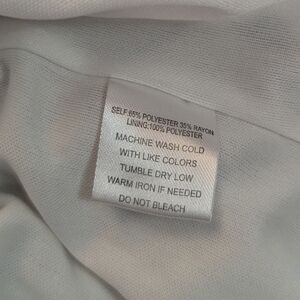 SELF:65% POLYESTER 35% RAYON
LINING:100% POLYESTER
MACHINE WASH COLD
WITH LIKE COLORS
TUMBLE DRY LOW
WARM IRON IF NEEDED
DO NOT BLEACH